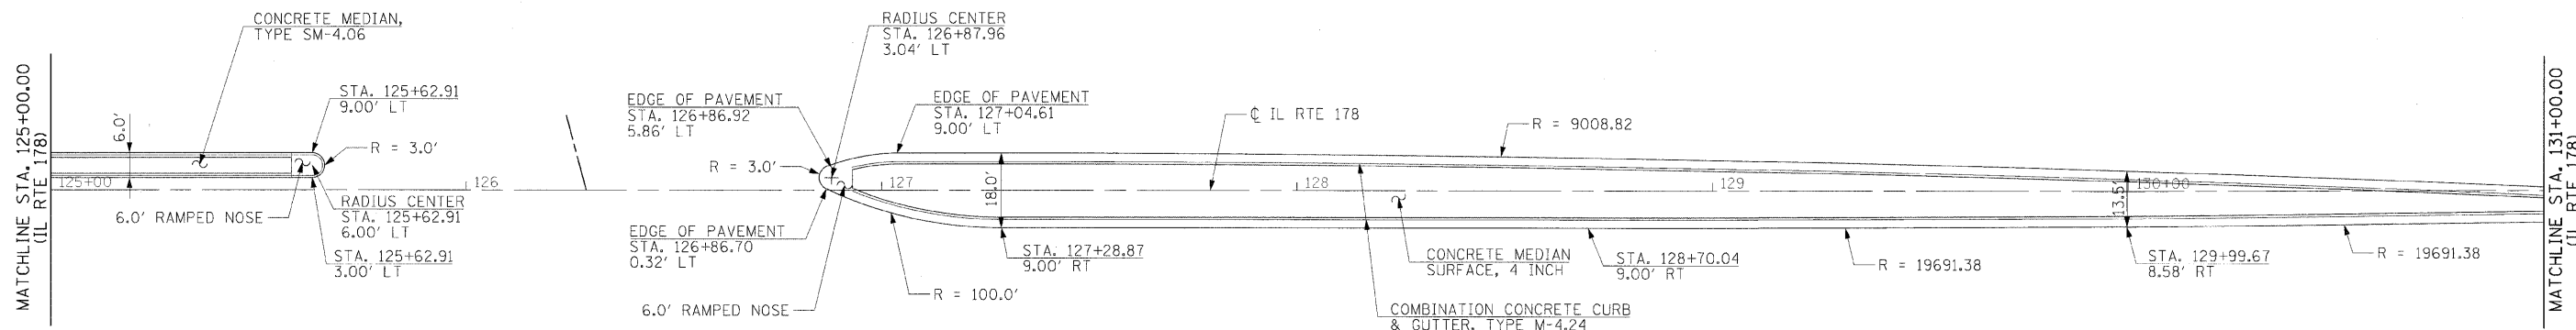 MATCHLINE STA. 125+00.00
(IL RTE 178)
CONCRETE MEDIAN,
TYPE SM-4.06
6.0'
STA. 125+62.91
9.00' LT
R = 3.0'
125+00
126
6.0' RAMPED NOSE
RADIUS CENTER
STA. 125+62.91
6.00' LT
STA. 125+62.91
3.00' LT
RADIUS CENTER
STA. 126+87.96
3.04' LT
EDGE OF PAVEMENT
STA. 126+86.92
5.86' LT
EDGE OF PAVEMENT
STA. 127+04.61
9.00' LT
R = 3.0'
EDGE OF PAVEMENT
STA. 126+86.70
0.32' LT
6.0' RAMPED NOSE
R = 100.0'
127
18.0'
STA. 127+28.87
9.00' RT
℄ IL RTE 178
128
R = 9008.82
CONCRETE MEDIAN
SURFACE, 4 INCH
COMBINATION CONCRETE CURB
& GUTTER, TYPE M-4.24
STA. 128+70.04
9.00' RT
129
R = 19691.38
13.5'
130+00
STA. 129+99.67
8.58' RT
R = 19691.38
MATCHLINE STA. 131+00.00
(IL RTE 178)